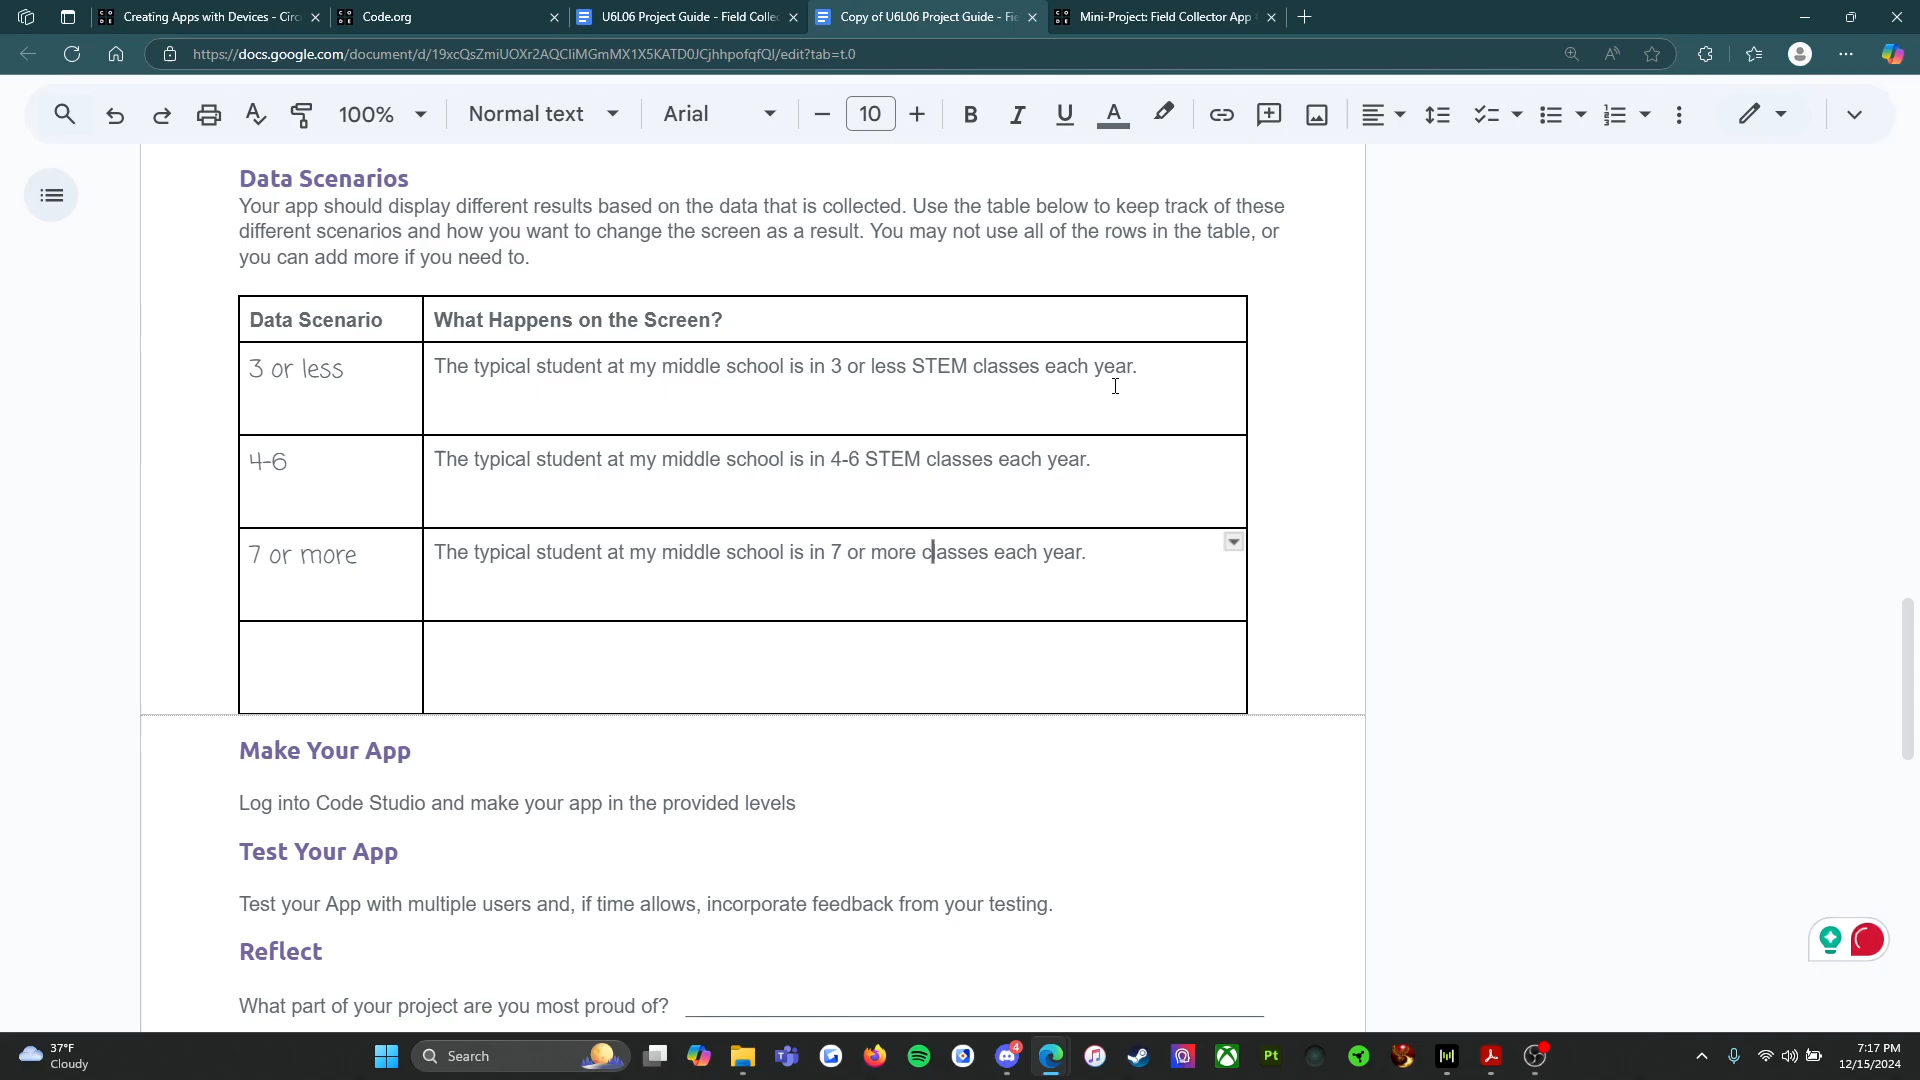 Creating Apps with Devices - Circ
Code.org
U6L06 Project Guide - Field Collec
Copy of U6L06 Project Guide - Fie
Mini-Project: Field Collector App
https://docs.google.com/document/d/19xcQsZmiUOXr2AQCIiMGmMX1X5KATD0JCjhhpofqfQI/edit?tab=t.0
100%
Normal text
Arial
10
Data Scenarios
Your app should display different results based on the data that is collected. Use the table below to keep track of these
different scenarios and how you want to change the screen as a result. You may not use all of the rows in the table, or
you can add more if you need to.
Data Scenario
What Happens on the Screen?
3 or less
The typical student at my middle school is in 3 or less STEM classes each year.
4-6
The typical student at my middle school is in 4-6 STEM classes each year.
7 or more
The typical student at my middle school is in 7 or more classes each year.
Make Your App
Log into Code Studio and make your app in the provided levels
Test Your App
Test your App with multiple users and, if time allows, incorporate feedback from your testing.
Reflect
What part of your project are you most proud of?
37°F
Cloudy
Search
4
Pt
7:17 PM
12/15/2024